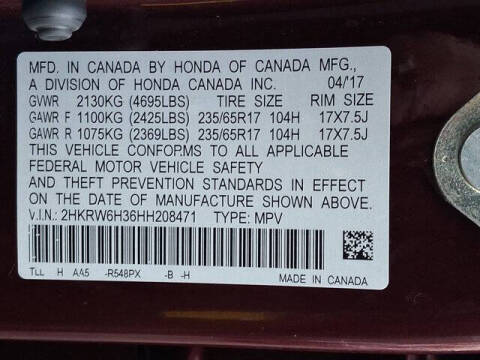 MFD. IN CANADA BY HONDA OF CANADA MFG.,
A DIVISION OF HONDA CANADA INC. 04/'17
GVWR 2130KG (4695LBS) TIRE SIZE RIM SIZE
GAWR F 1100KG (2425LBS) 235/65R17 104H 17X7.5J
GAWR R 1075KG (2369LBS) 235/65R17 104H 17X7.5J
THIS VEHICLE CONFORMS TO ALL APPLICABLE
FEDERAL MOTOR VEHICLE SAFETY
AND THEFT PREVENTION STANDARDS IN EFFECT
ON THE DATE OF MANUFACTURE SHOWN ABOVE.
V.I.N.: 2HKRW6H36HH208471 TYPE: MPV
TLL H AA5 -R548PX -B -H
MADE IN CANADA